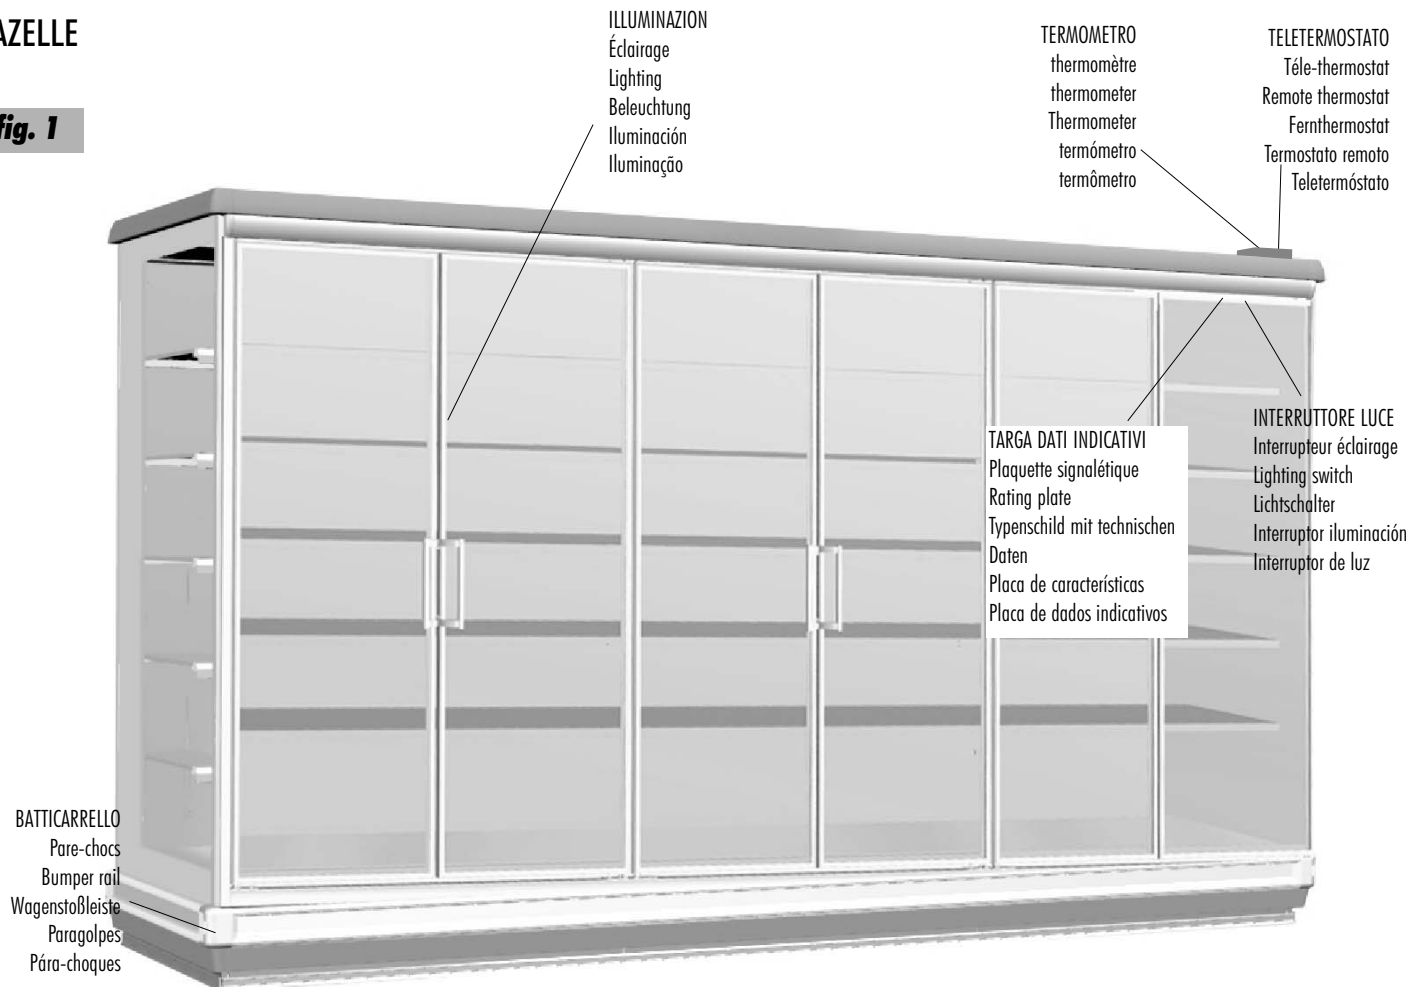 AZELLE
fig. 1
ILLUMINAZION
Éclairage
Lighting
Beleuchtung
Iluminación
Iluminação
TERMOMETRO
thermomètre
thermometer
Thermometer
termómetro
termômetro
TELETERMOSTATO
Téle-thermostat
Remote thermostat
Fernthermostat
Termostato remoto
Teletermóstato
TARGA DATI INDICATIVI
Plaquette signalétique
Rating plate
Typenschild mit technischen
Daten
Placa de características
Placa de dados indicativos
INTERRUTTORE LUCE
Interrupteur éclairage
Lighting switch
Lichtschalter
Interruptor iluminación
Interruptor de luz
BATTICARRELLO
Pare-chocs
Bumper rail
Wagenstoßleiste
Paragolpes
Pára-choques